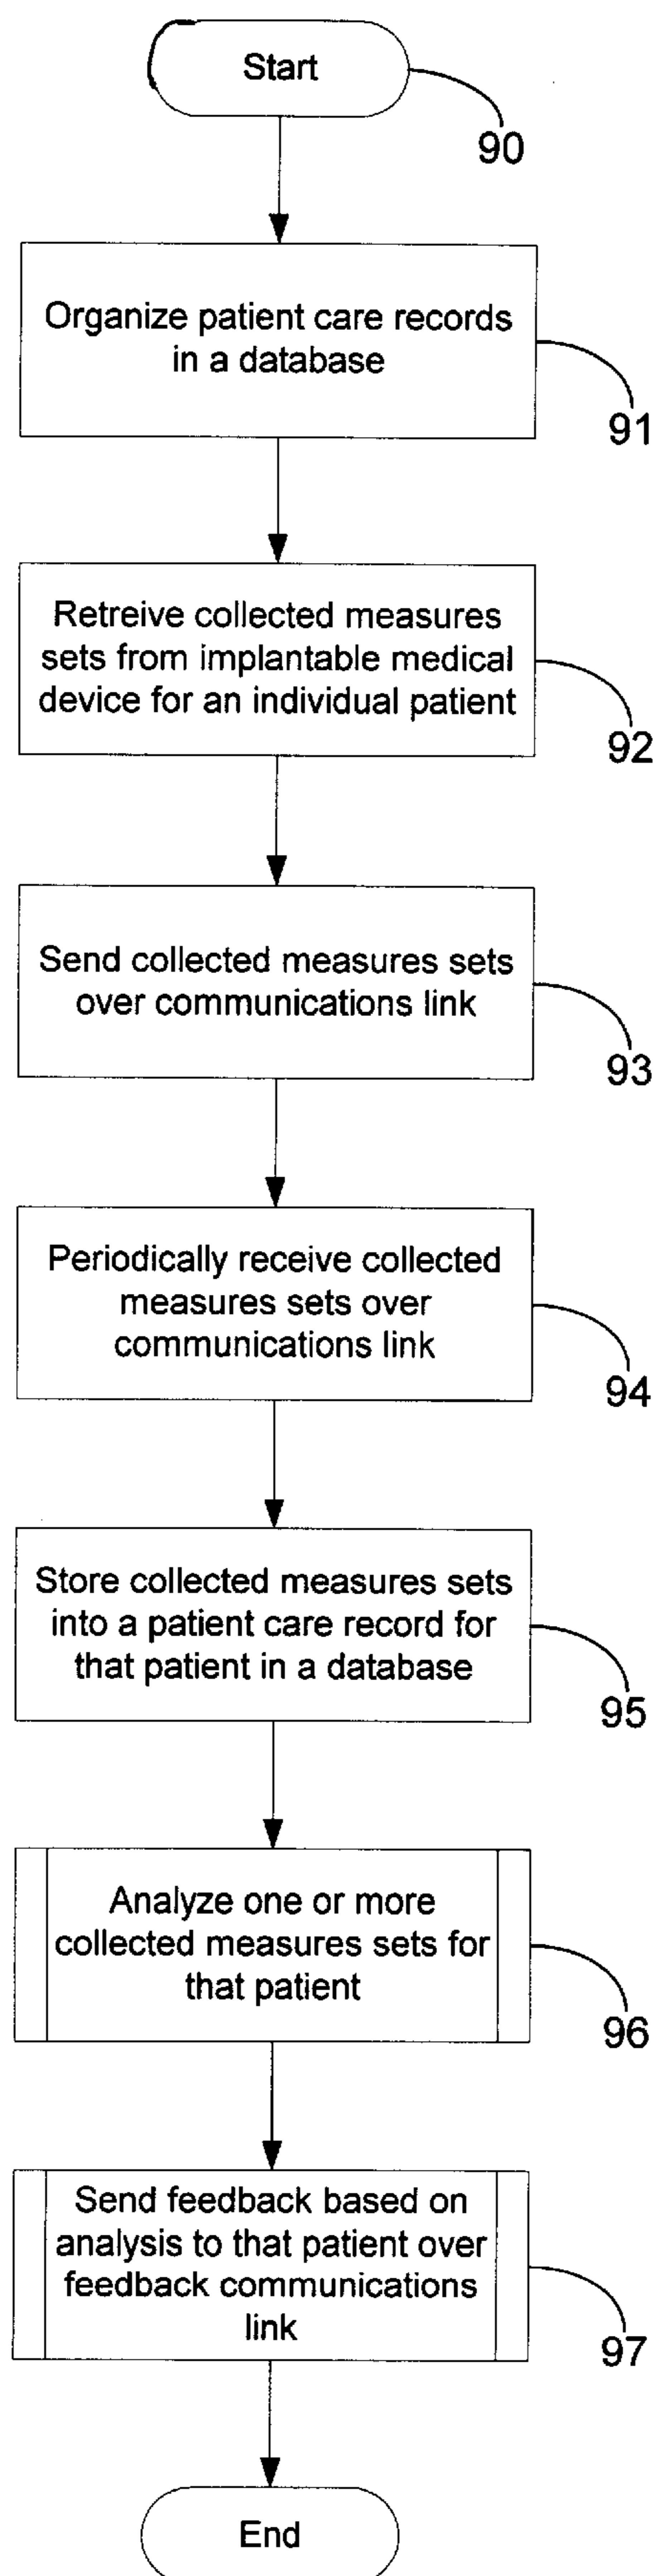 Start
90
Organize patient care records
in a database
91
Retreive collected measures
sets from implantable medical
device for an individual patient
92
Send collected measures sets
over communications link
93
Periodically receive collected
measures sets over
communications link
94
Store collected measures sets
into a patient care record for
that patient in a database
95
Analyze one or more
collected measures sets for
that patient
96
Send feedback based on
analysis to that patient over
feedback communications
link
97
End